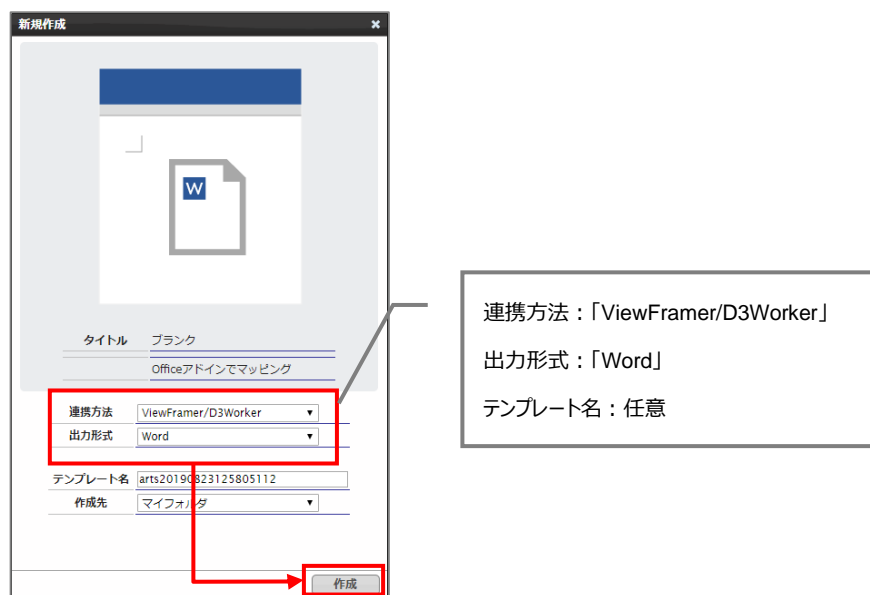 新規作成 ×
W
タイトル ブランク
Officeアドインでマッピング
連携方法 ViewFramer/D3Worker
出力形式 Word
テンプレート名 arts20190823125805112
作成先 マイフォルダ
作成
連携方法：「ViewFramer/D3Worker」
出力形式：「Word」
テンプレート名：任意